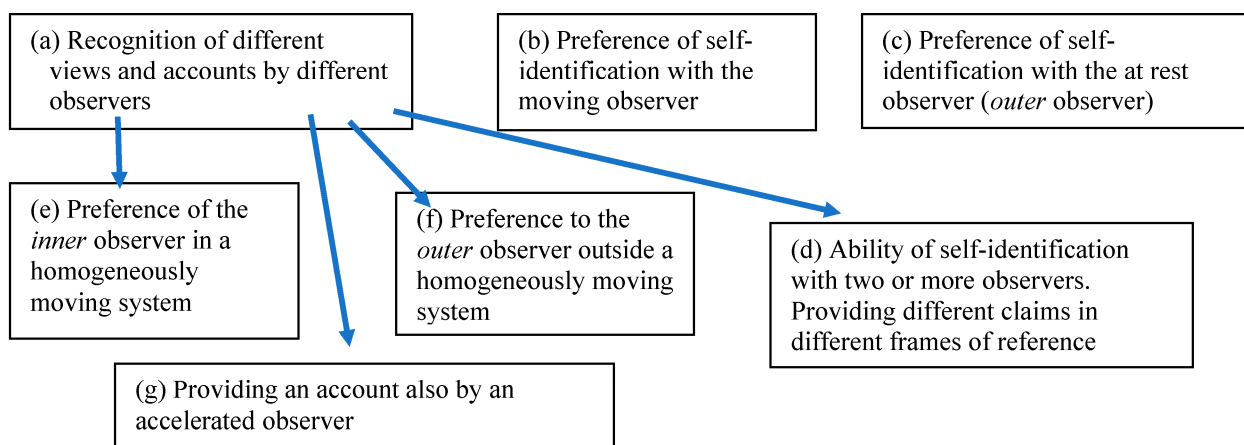 (a) Recognition of different
views and accounts by different
observers
(b) Preference of self-
identification with the
moving observer
(c) Preference of self-
identification with the at rest
observer (outer observer)
(e) Preference of the
inner observer in a
homogeneously
moving system
(f) Preference to the
outer observer outside a
homogeneously moving
system
(d) Ability of self-identification
with two or more observers.
Providing different claims in
different frames of reference
(g) Providing an account also by an
accelerated observer